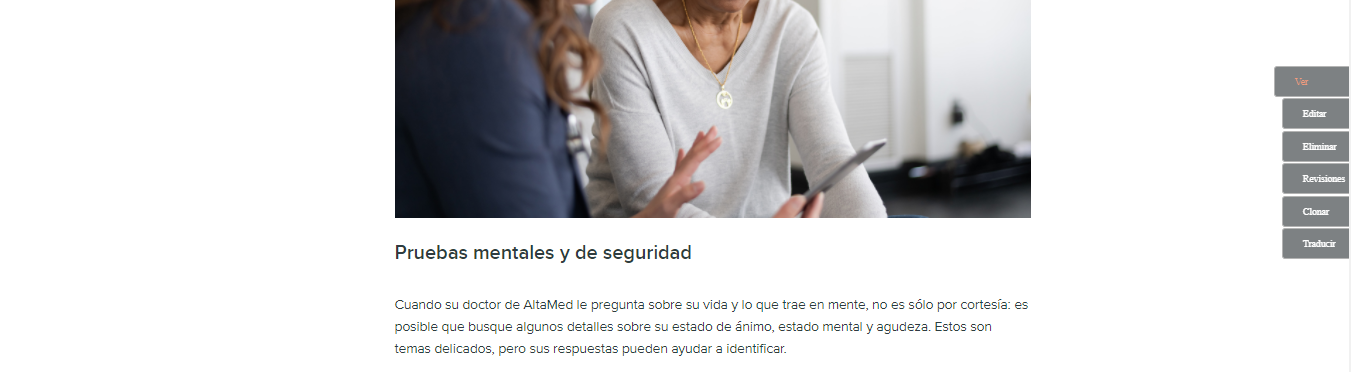 Ver
Editar
Eliminar
Revisiones
Clonar
Traducir
Pruebas mentales y de seguridad
Cuando su doctor de AltaMed le pregunta sobre su vida y lo que trae en mente, no es sólo por cortesía: es
posible que busque algunos detalles sobre su estado de ánimo, estado mental y agudeza. Estos son
temas delicados, pero sus respuestas pueden ayudar a identificar.